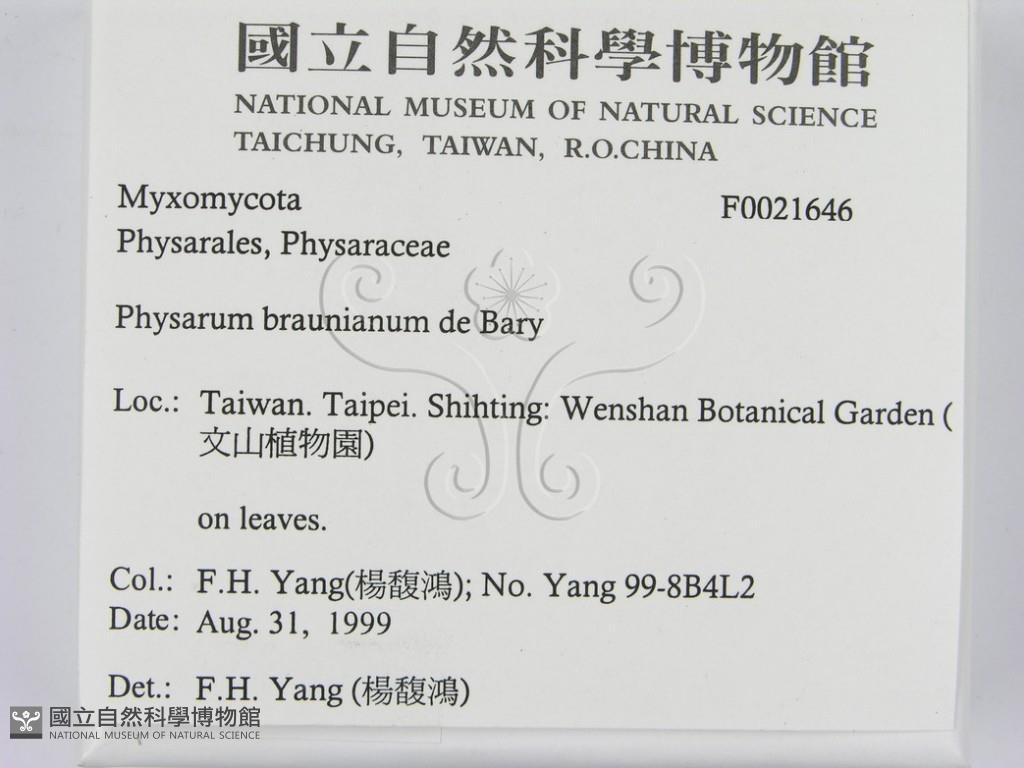 國立自然科學博物館
NATIONAL MUSEUM OF NATURAL SCIENCE
TAICHUNG, TAIWAN, R.O.CHINA
Myxomycota F0021646
Physarales, Physaraceae
Physarum braunianum de Bary
Loc.: Taiwan. Taipei. Shihting: Wenshan Botanical Garden (
文山植物園)
on leaves.
Col.: F.H. Yang(楊馥鴻); No. Yang 99-8B4L2
Date: Aug. 31, 1999
Det.: F.H. Yang (楊馥鴻)
國立自然科學博物館
NATIONAL MUSEUM OF NATURAL SCIENCE